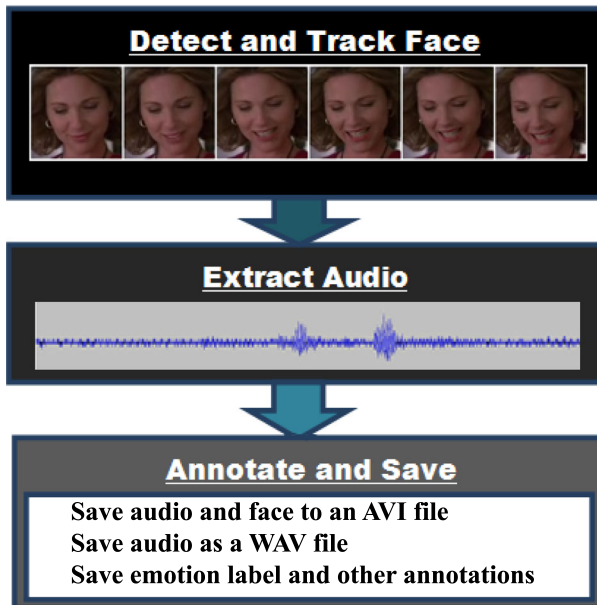 Detect and Track Face
Extract Audio
Annotate and Save
Save audio and face to an AVI file
Save audio as a WAV file
Save emotion label and other annotations